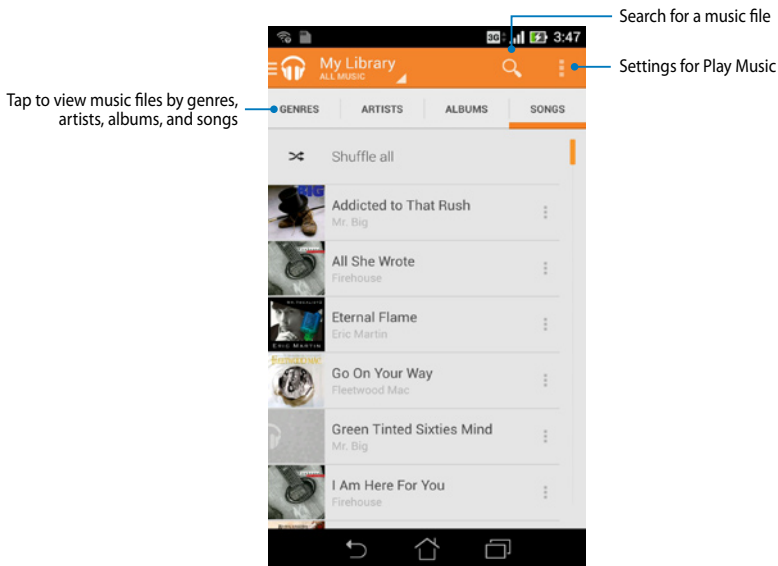 Search for a music file
3G 3:47
My Library
ALL MUSIC
Settings for Play Music
Tap to view music files by genres,
artists, albums, and songs
GENRES ARTISTS ALBUMS SONGS
Shuffle all
BIG
Addicted to That Rush
Mr. Big
All She Wrote
Firehouse
Eternal Flame
Eric Martin
ERIC MARTIN
Go On Your Way
Fleetwood Mac
Green Tinted Sixties Mind
Mr. Big
I Am Here For You
Firehouse